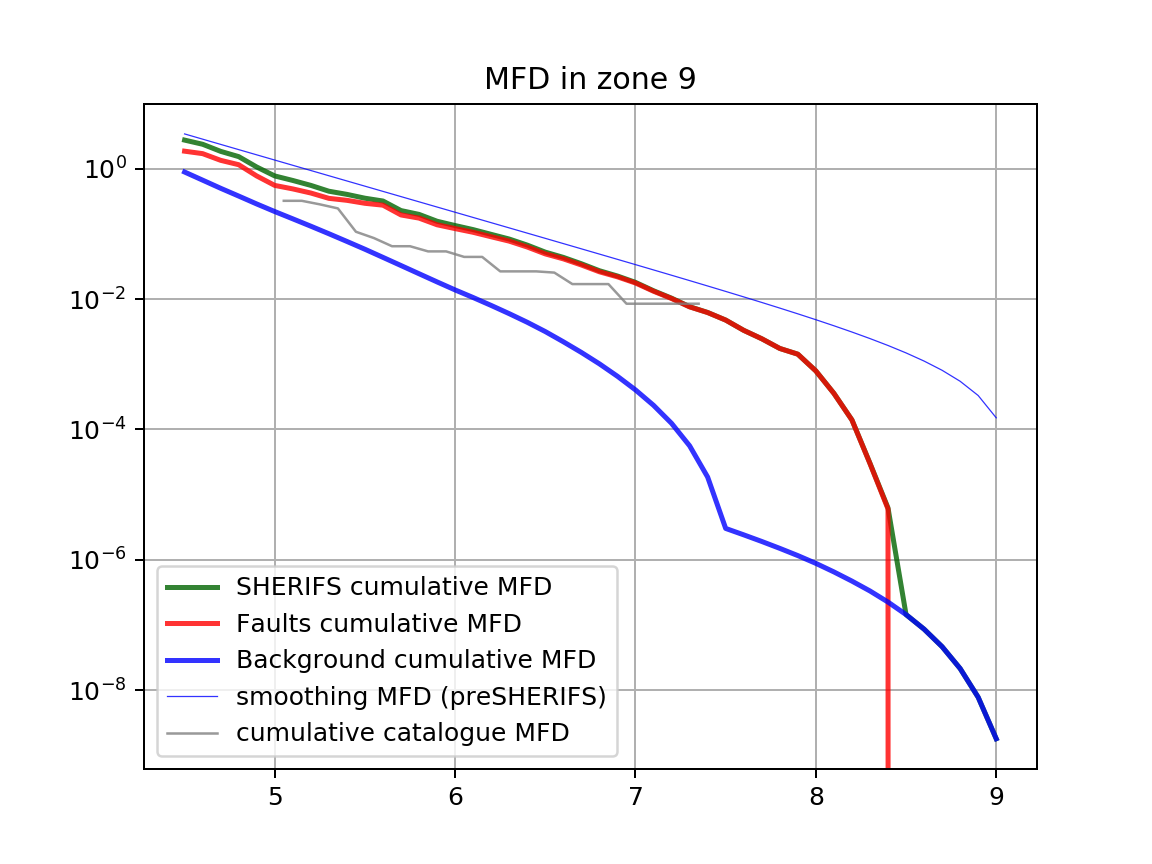 MFD in zone 9
10^0
10^−2
10^−4
10^−6
10^−8
SHERIFS cumulative MFD
Faults cumulative MFD
Background cumulative MFD
smoothing MFD (preSHERIFS)
cumulative catalogue MFD
5 6 7 8 9